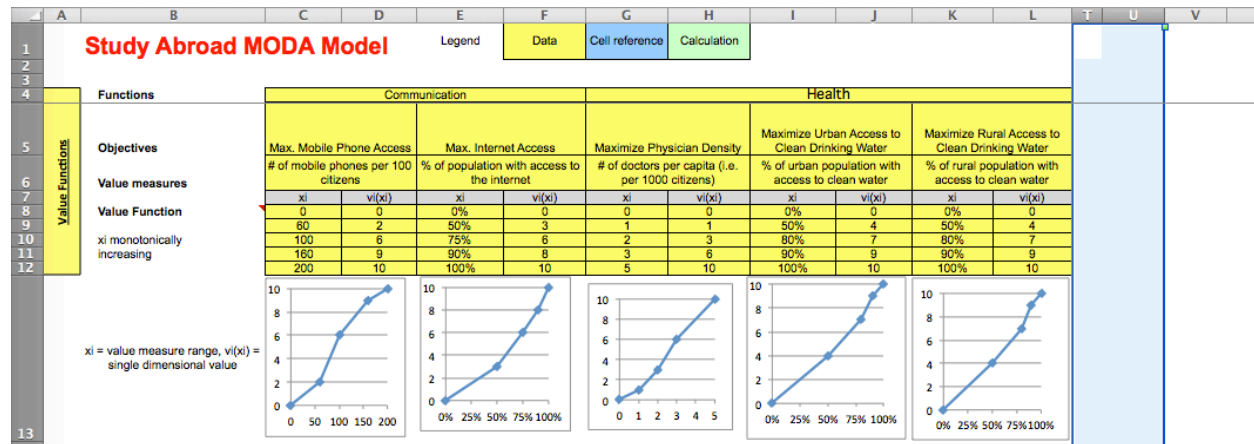 A B C D E F G H I J K L T U V
1 Study Abroad MODA Model Legend Data Cell reference Calculation
2
3
4 Functions Communication Health
Value Functions
5 Objectives Max. Mobile Phone Access Max. Internet Access Maximize Physician Density Maximize Urban Access to Clean Drinking Water Maximize Rural Access to Clean Drinking Water
6 Value measures # of mobile phones per 100 citizens % of population with access to the internet # of doctors per capita (i.e. per 1000 citizens) % of urban population with access to clean water % of rural population with access to clean water
7 xi vi(xi) xi vi(xi) xi vi(xi) xi vi(xi) xi vi(xi)
8 Value Function 0 0 0% 0 0 0 0% 0 0% 0
9 60 2 50% 3 1 1 50% 4 50% 4
10 xi monotonically 100 6 75% 6 2 3 80% 7 80% 7
11 increasing 160 9 90% 8 3 6 90% 9 90% 9
12 200 10 100% 10 5 10 100% 10 100% 10
13 xi = value measure range, vi(xi) =
single dimensional value
10 8 6 4 2 0
0 50 100 150 200
10 8 6 4 2 0
0% 25% 50% 75% 100%
10 8 6 4 2 0
0 1 2 3 4 5
10 8 6 4 2 0
0% 25% 50% 75% 100%
10 8 6 4 2 0
0% 25% 50% 75% 100%